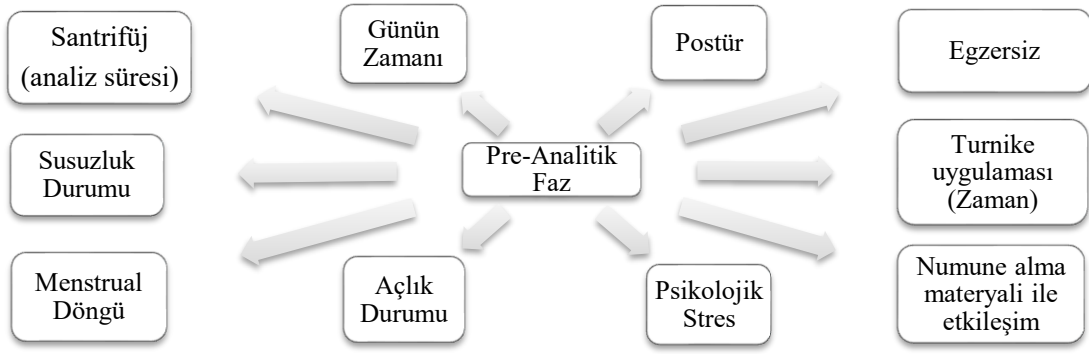 Santrifüj
(analiz süresi)
Günün
Zamanı
Postür
Egzersiz
Susuzluk
Durumu
Pre-Analitik
Faz
Turnike
uygulaması
(Zaman)
Menstrual
Döngü
Açlık
Durumu
Psikolojik
Stres
Numune alma
materyali ile
etkileşim